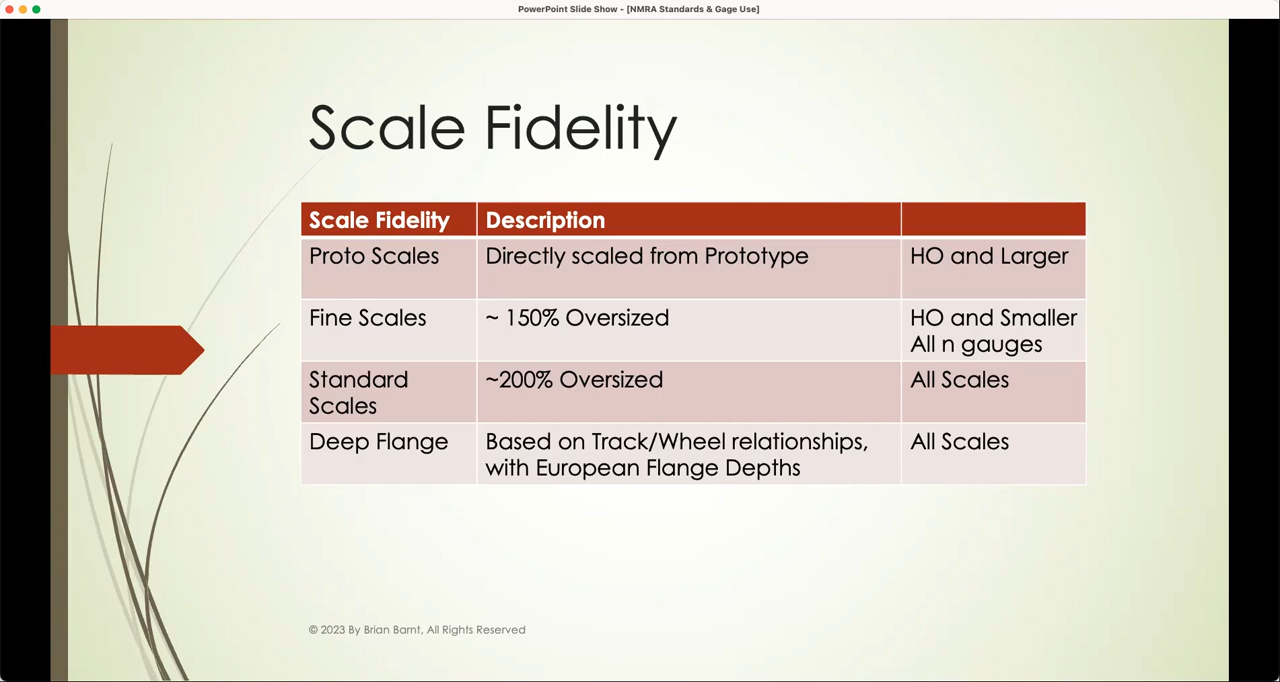 PowerPoint Slide Show - [NMRA Standards & Gage Use]
Scale Fidelity
Scale Fidelity Description
Proto Scales Directly scaled from Prototype HO and Larger
Fine Scales ~ 150% Oversized HO and Smaller
All n gauges
Standard ~200% Oversized All Scales
Scales
Deep Flange Based on Track/Wheel relationships, All Scales
with European Flange Depths
© 2023 By Brian Barnt, All Rights Reserved